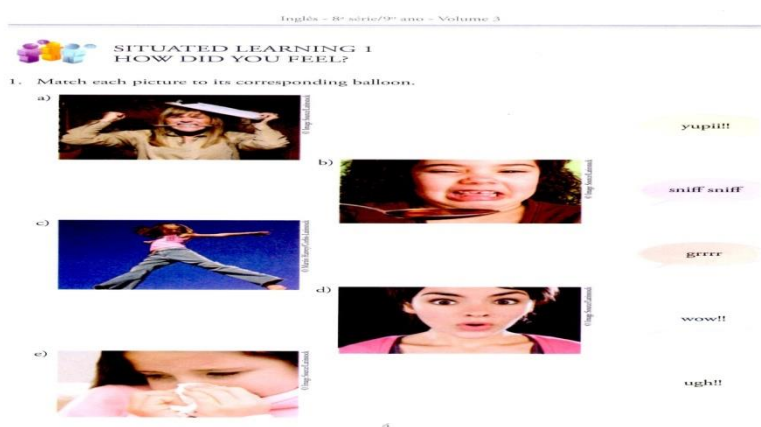 Inglês - 8ª série/9º ano - Volume 3
SITUATED LEARNING 1
HOW DID YOU FEEL?
1. Match each picture to its corresponding balloon.
a)
yupii!!
b)
sniff sniff
c)
grrrr
d)
wow!!
e)
ugh!!
4